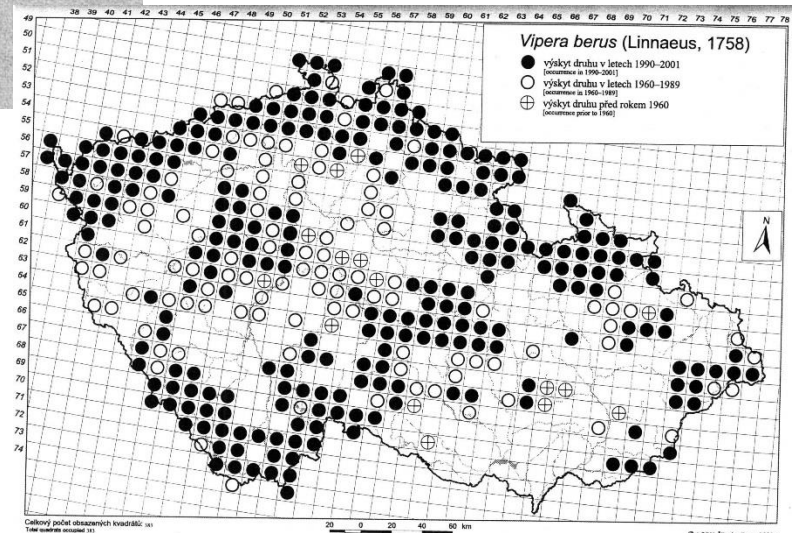 38 39 40 41 42 43 44 45 46 47 48 49 50 51 52 53 54 55 56 57 58 59 60 61 62 63 64 65 66 67 68 69 70 71 72 73 74 75 76 77 78
49
50
51
52
53
54
55
56
57
58
59
60
61
62
63
64
65
66
67
68
69
70
71
72
73
74
Vipera berus (Linnaeus, 1758)
výskyt druhu v letech 1990–2001
[occurrence in 1990–2001]
výskyt druhu v letech 1960–1989
[occurrence in 1960–1989]
výskyt druhu před rokem 1960
[occurrence prior to 1960]
N
Celkový počet obsazených kvadrátů: 383
Total quadrats occupied 383
20 0 20 40 60 km